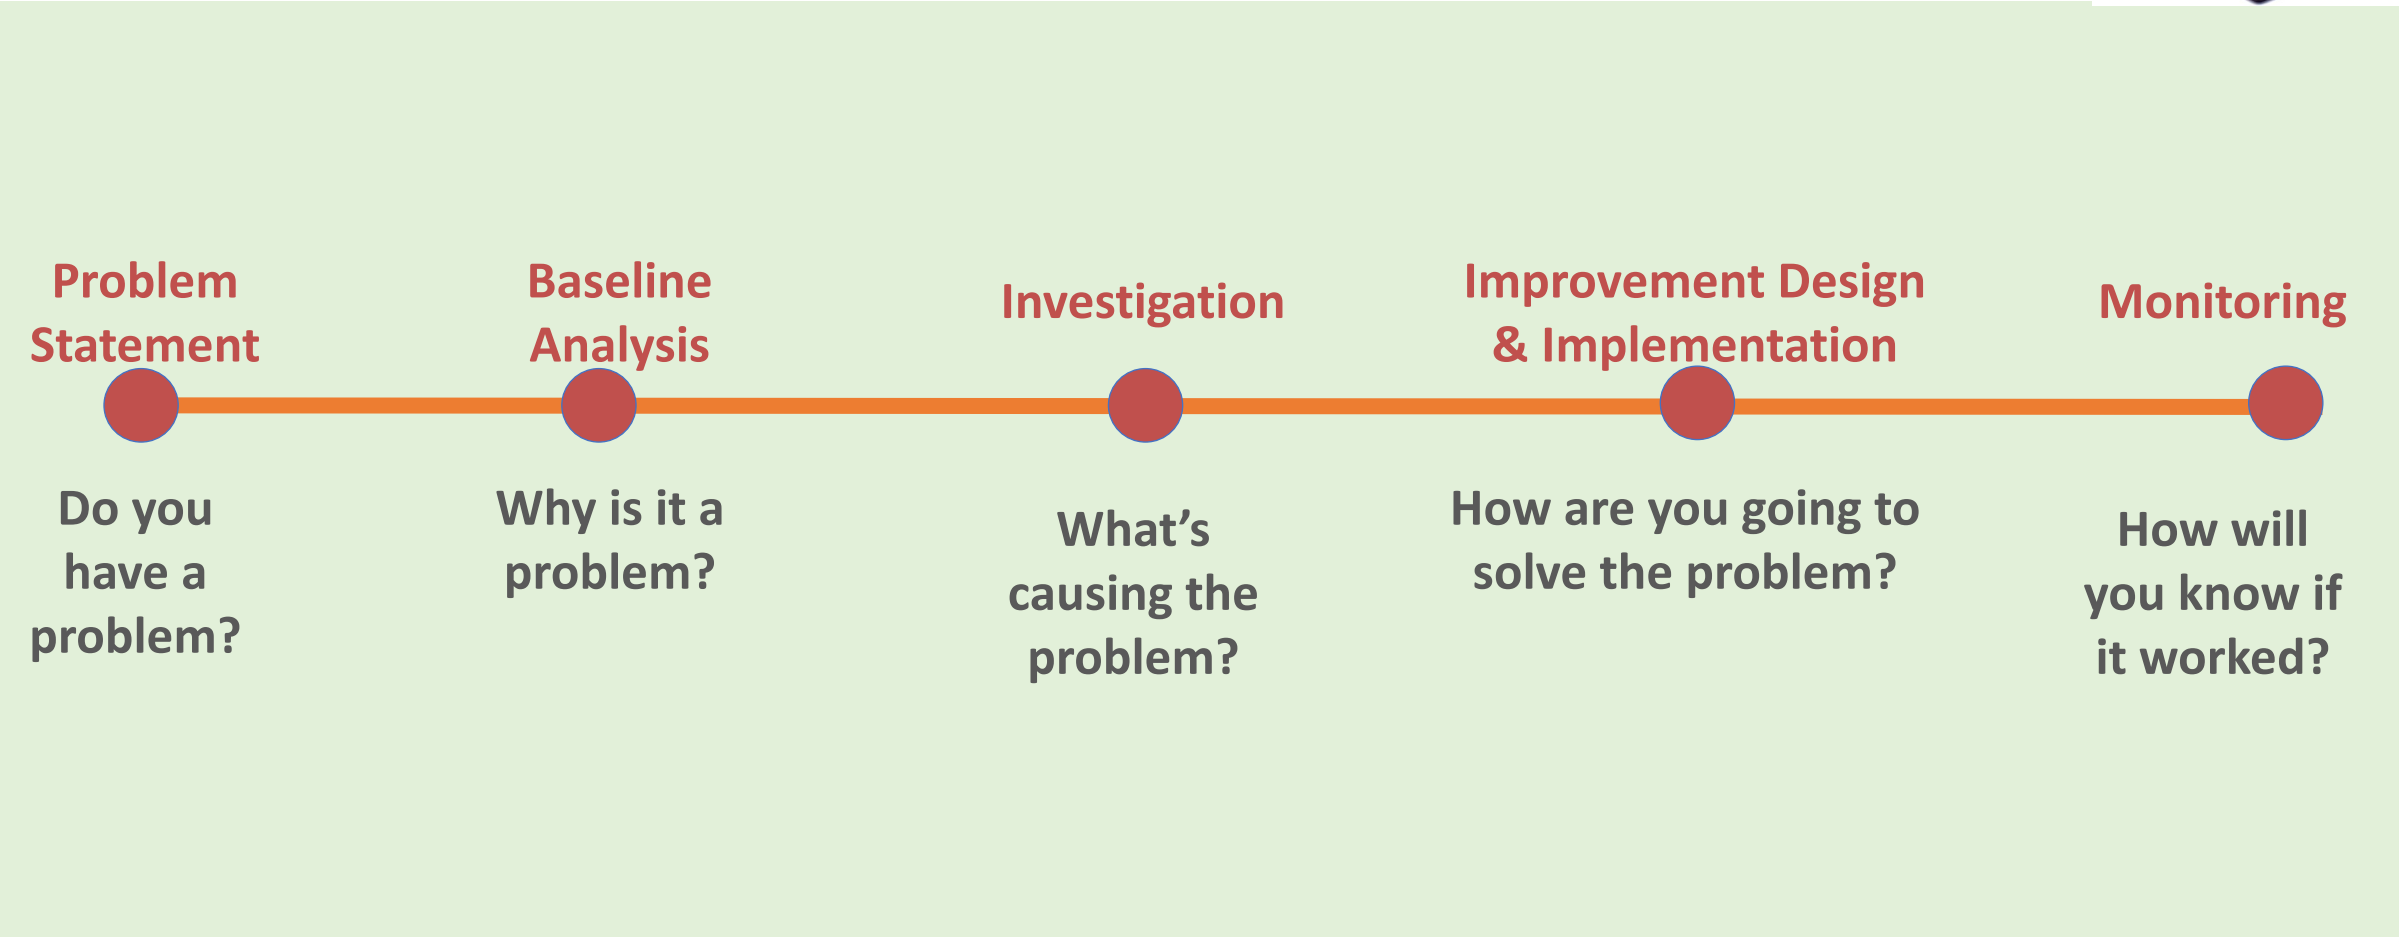 Problem
Statement
Baseline
Analysis
Investigation
Improvement Design
& Implementation
Monitoring
Do you
have a
problem?
Why is it a
problem?
What’s
causing the
problem?
How are you going to
solve the problem?
How will
you know if
it worked?